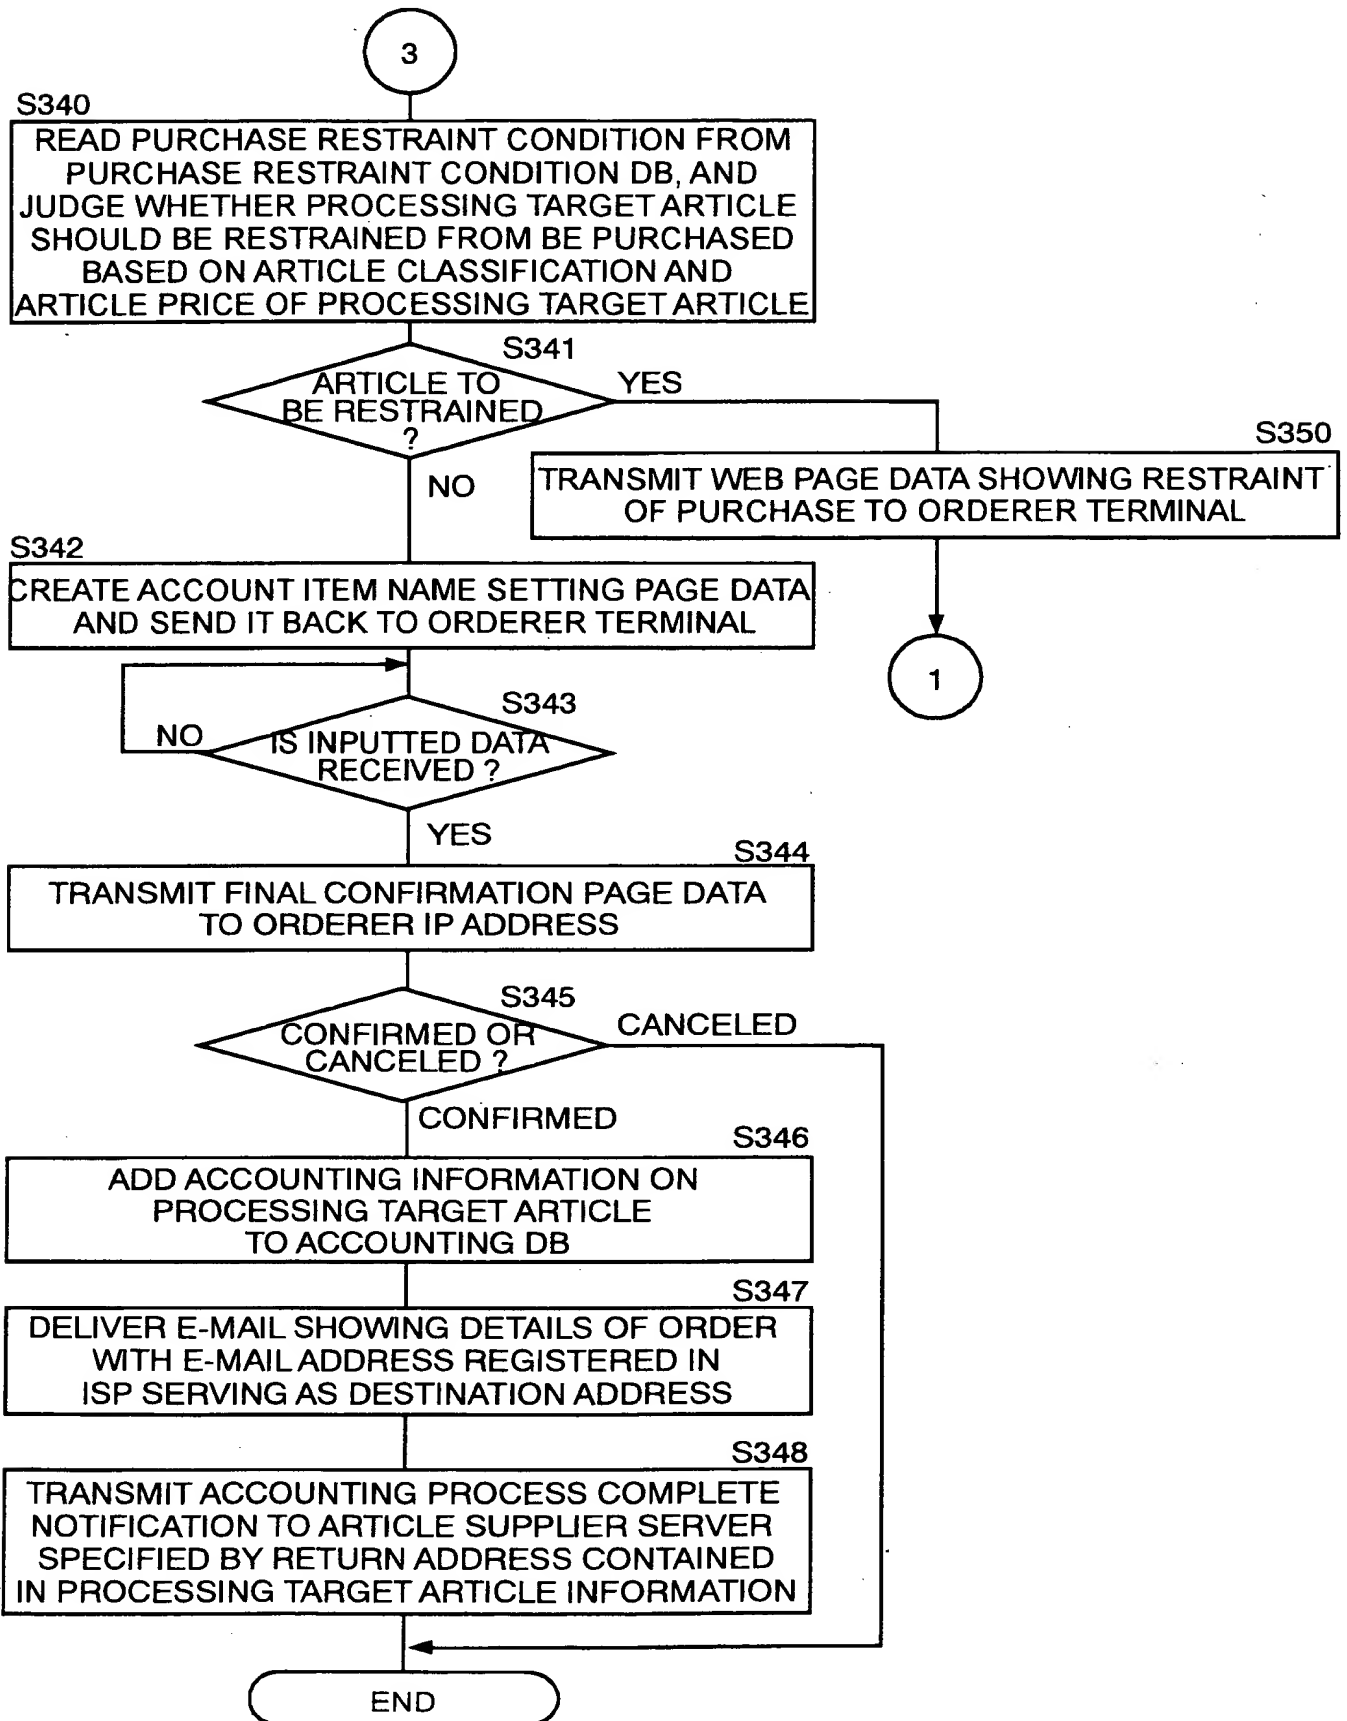 3
S340
READ PURCHASE RESTRAINT CONDITION FROM
PURCHASE RESTRAINT CONDITION DB, AND
JUDGE WHETHER PROCESSING TARGET ARTICLE
SHOULD BE RESTRAINED FROM BE PURCHASED
BASED ON ARTICLE CLASSIFICATION AND
ARTICLE PRICE OF PROCESSING TARGET ARTICLE
S341
ARTICLE TO
BE RESTRAINED
?
YES
NO
S350
TRANSMIT WEB PAGE DATA SHOWING RESTRAINT
OF PURCHASE TO ORDERER TERMINAL
1
S342
CREATE ACCOUNT ITEM NAME SETTING PAGE DATA
AND SEND IT BACK TO ORDERER TERMINAL
S343
NO
IS INPUTTED DATA
RECEIVED ?
YES
S344
TRANSMIT FINAL CONFIRMATION PAGE DATA
TO ORDERER IP ADDRESS
S345
CONFIRMED OR
CANCELED ?
CANCELED
CONFIRMED
S346
ADD ACCOUNTING INFORMATION ON
PROCESSING TARGET ARTICLE
TO ACCOUNTING DB
S347
DELIVER E-MAIL SHOWING DETAILS OF ORDER
WITH E-MAIL ADDRESS REGISTERED IN
ISP SERVING AS DESTINATION ADDRESS
S348
TRANSMIT ACCOUNTING PROCESS COMPLETE
NOTIFICATION TO ARTICLE SUPPLIER SERVER
SPECIFIED BY RETURN ADDRESS CONTAINED
IN PROCESSING TARGET ARTICLE INFORMATION
END